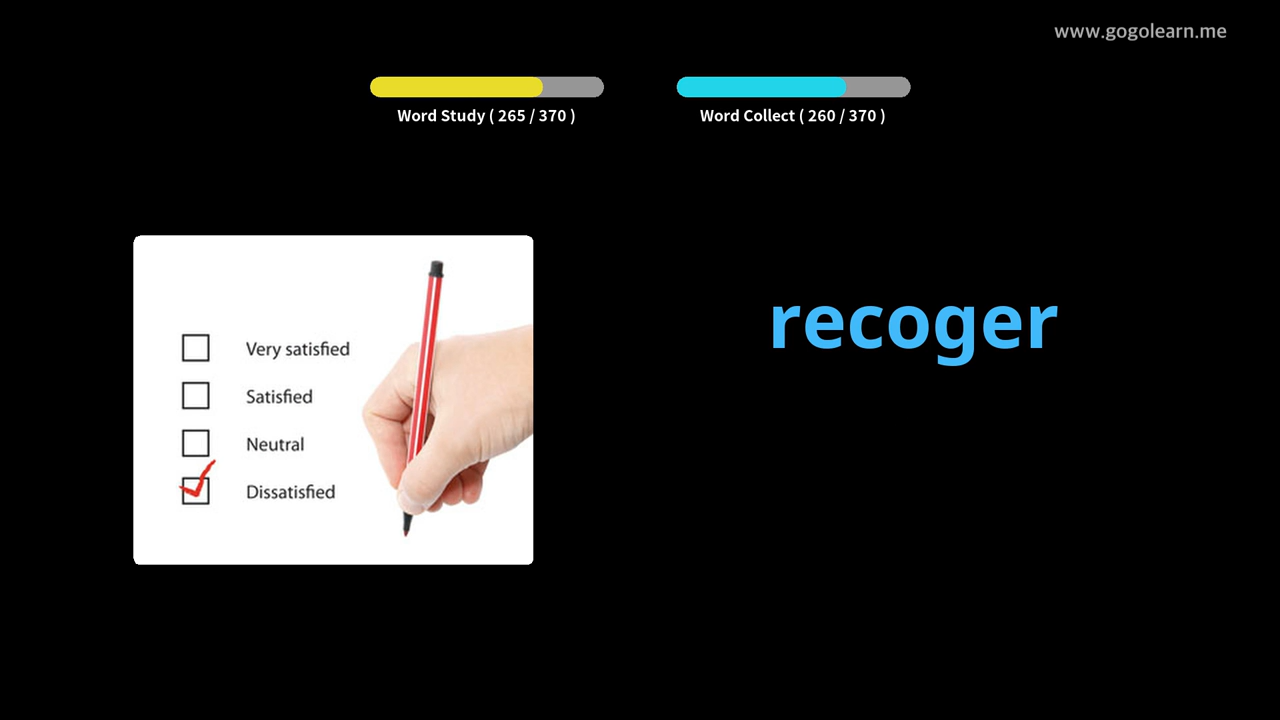 www.gogolearn.me
Word Study ( 265 / 370 )
Word Collect ( 260 / 370 )
recoger
Very satisfied
Satisfied
Neutral
Dissatisfied